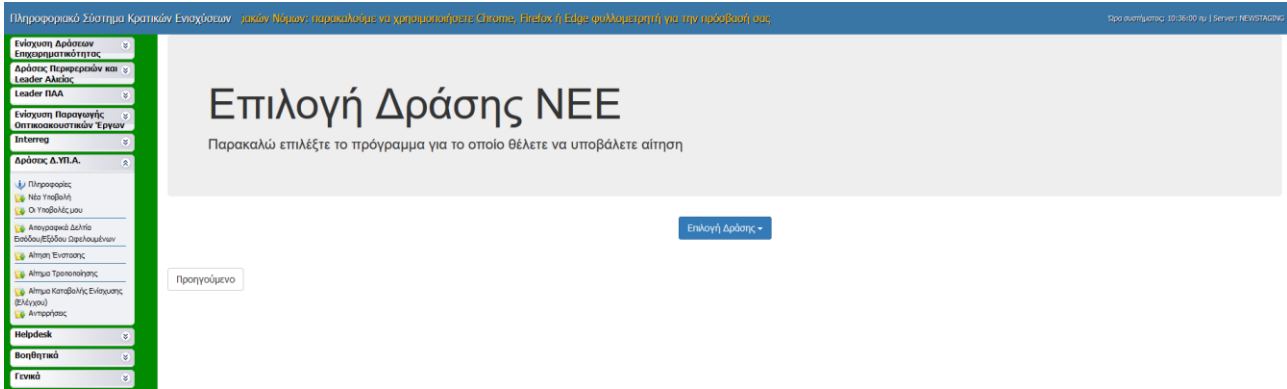 Πληροφοριακό Σύστημα Κρατικών Ενισχύσεων
ιακών Νόμων: παρακαλούμε να χρησιμοποιήσετε Chrome, Firefox ή Edge φυλλομετρητή για την πρόσβασή σας
Ώρα συστήματος: 10:36:00 πμ | Server: NEWSTAGING
Ενίσχυση Δράσεων
Επιχειρηματικότητας
Δράσεις Περιφερειών και
Leader Αλιείας
Leader ΠΑΑ
Ενίσχυση Παραγωγής
Οπτικοακουστικών Έργων
Interreg
Δράσεις Δ.ΥΠ.Α.
Πληροφορίες
Νέα Υποβολή
Οι Υποβολές μου
Απογραφικά Δελτία
Εισόδου/Εξόδου Ωφελουμένων
Αίτηση Ένστασης
Αίτημα Τροποποίησης
Αίτημα Καταβολής Ενίσχυσης
(Ελέγχου)
Αντιρρήσεις
Helpdesk
Βοηθητικά
Γενικά
Επιλογή Δράσης ΝΕΕ
Παρακαλώ επιλέξτε το πρόγραμμα για το οποίο θέλετε να υποβάλετε αίτηση
Επιλογή Δράσης
Προηγούμενο